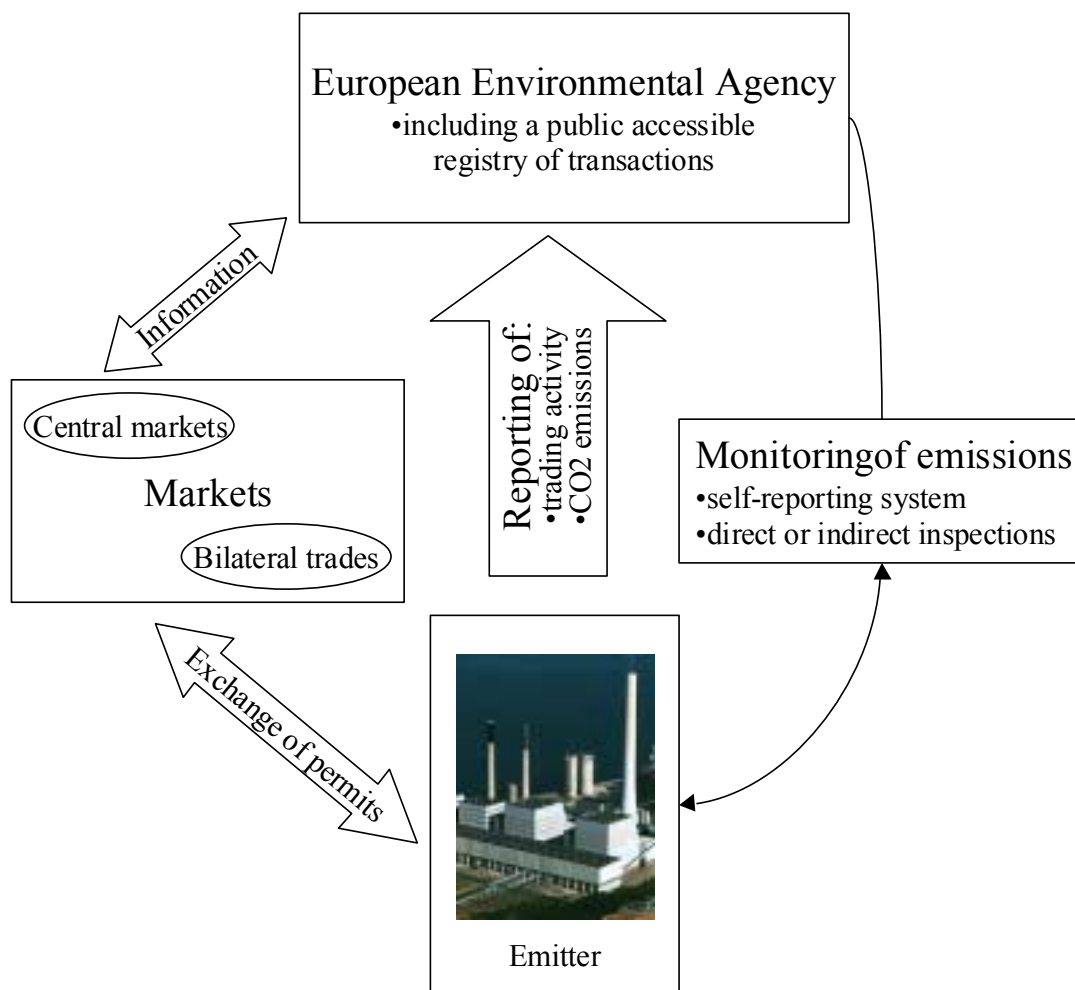 European Environmental Agency
•including a public accessible
registry of transactions
Information
Reporting of:
•trading activity
•CO2 emissions
Central markets
Markets
Bilateral trades
Monitoringof emissions
•self-reporting system
•direct or indirect inspections
Exchange of permits
Emitter